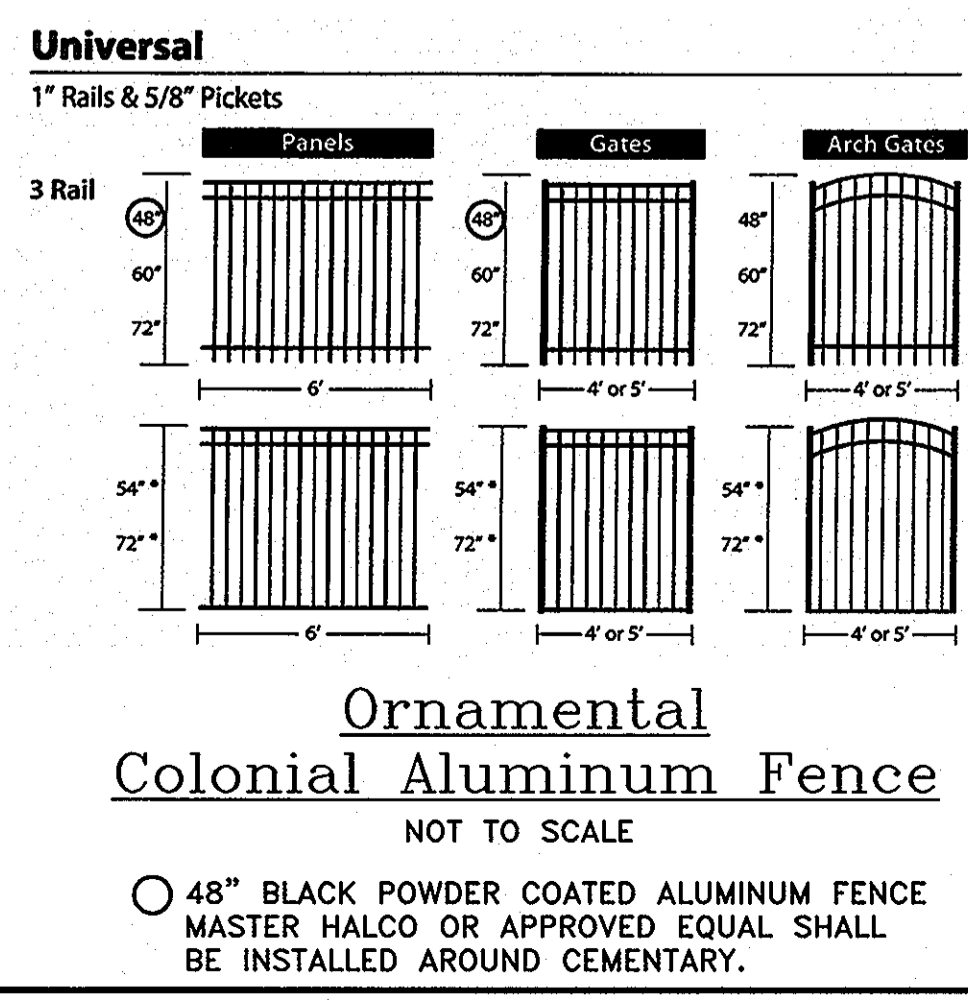 Universal
1" Rails & 5/8" Pickets
Panels
Gates
Arch Gates
3 Rail
48"
60"
72"
6'
48"
60"
72"
4' or 5'
48"
60"
72"
4' or 5'
54" *
72" *
6'
54" *
72" *
4' or 5'
54" *
72" *
4' or 5'
Ornamental
Colonial Aluminum Fence
NOT TO SCALE
48” BLACK POWDER COATED ALUMINUM FENCE
MASTER HALCO OR APPROVED EQUAL SHALL
BE INSTALLED AROUND CEMENTARY.